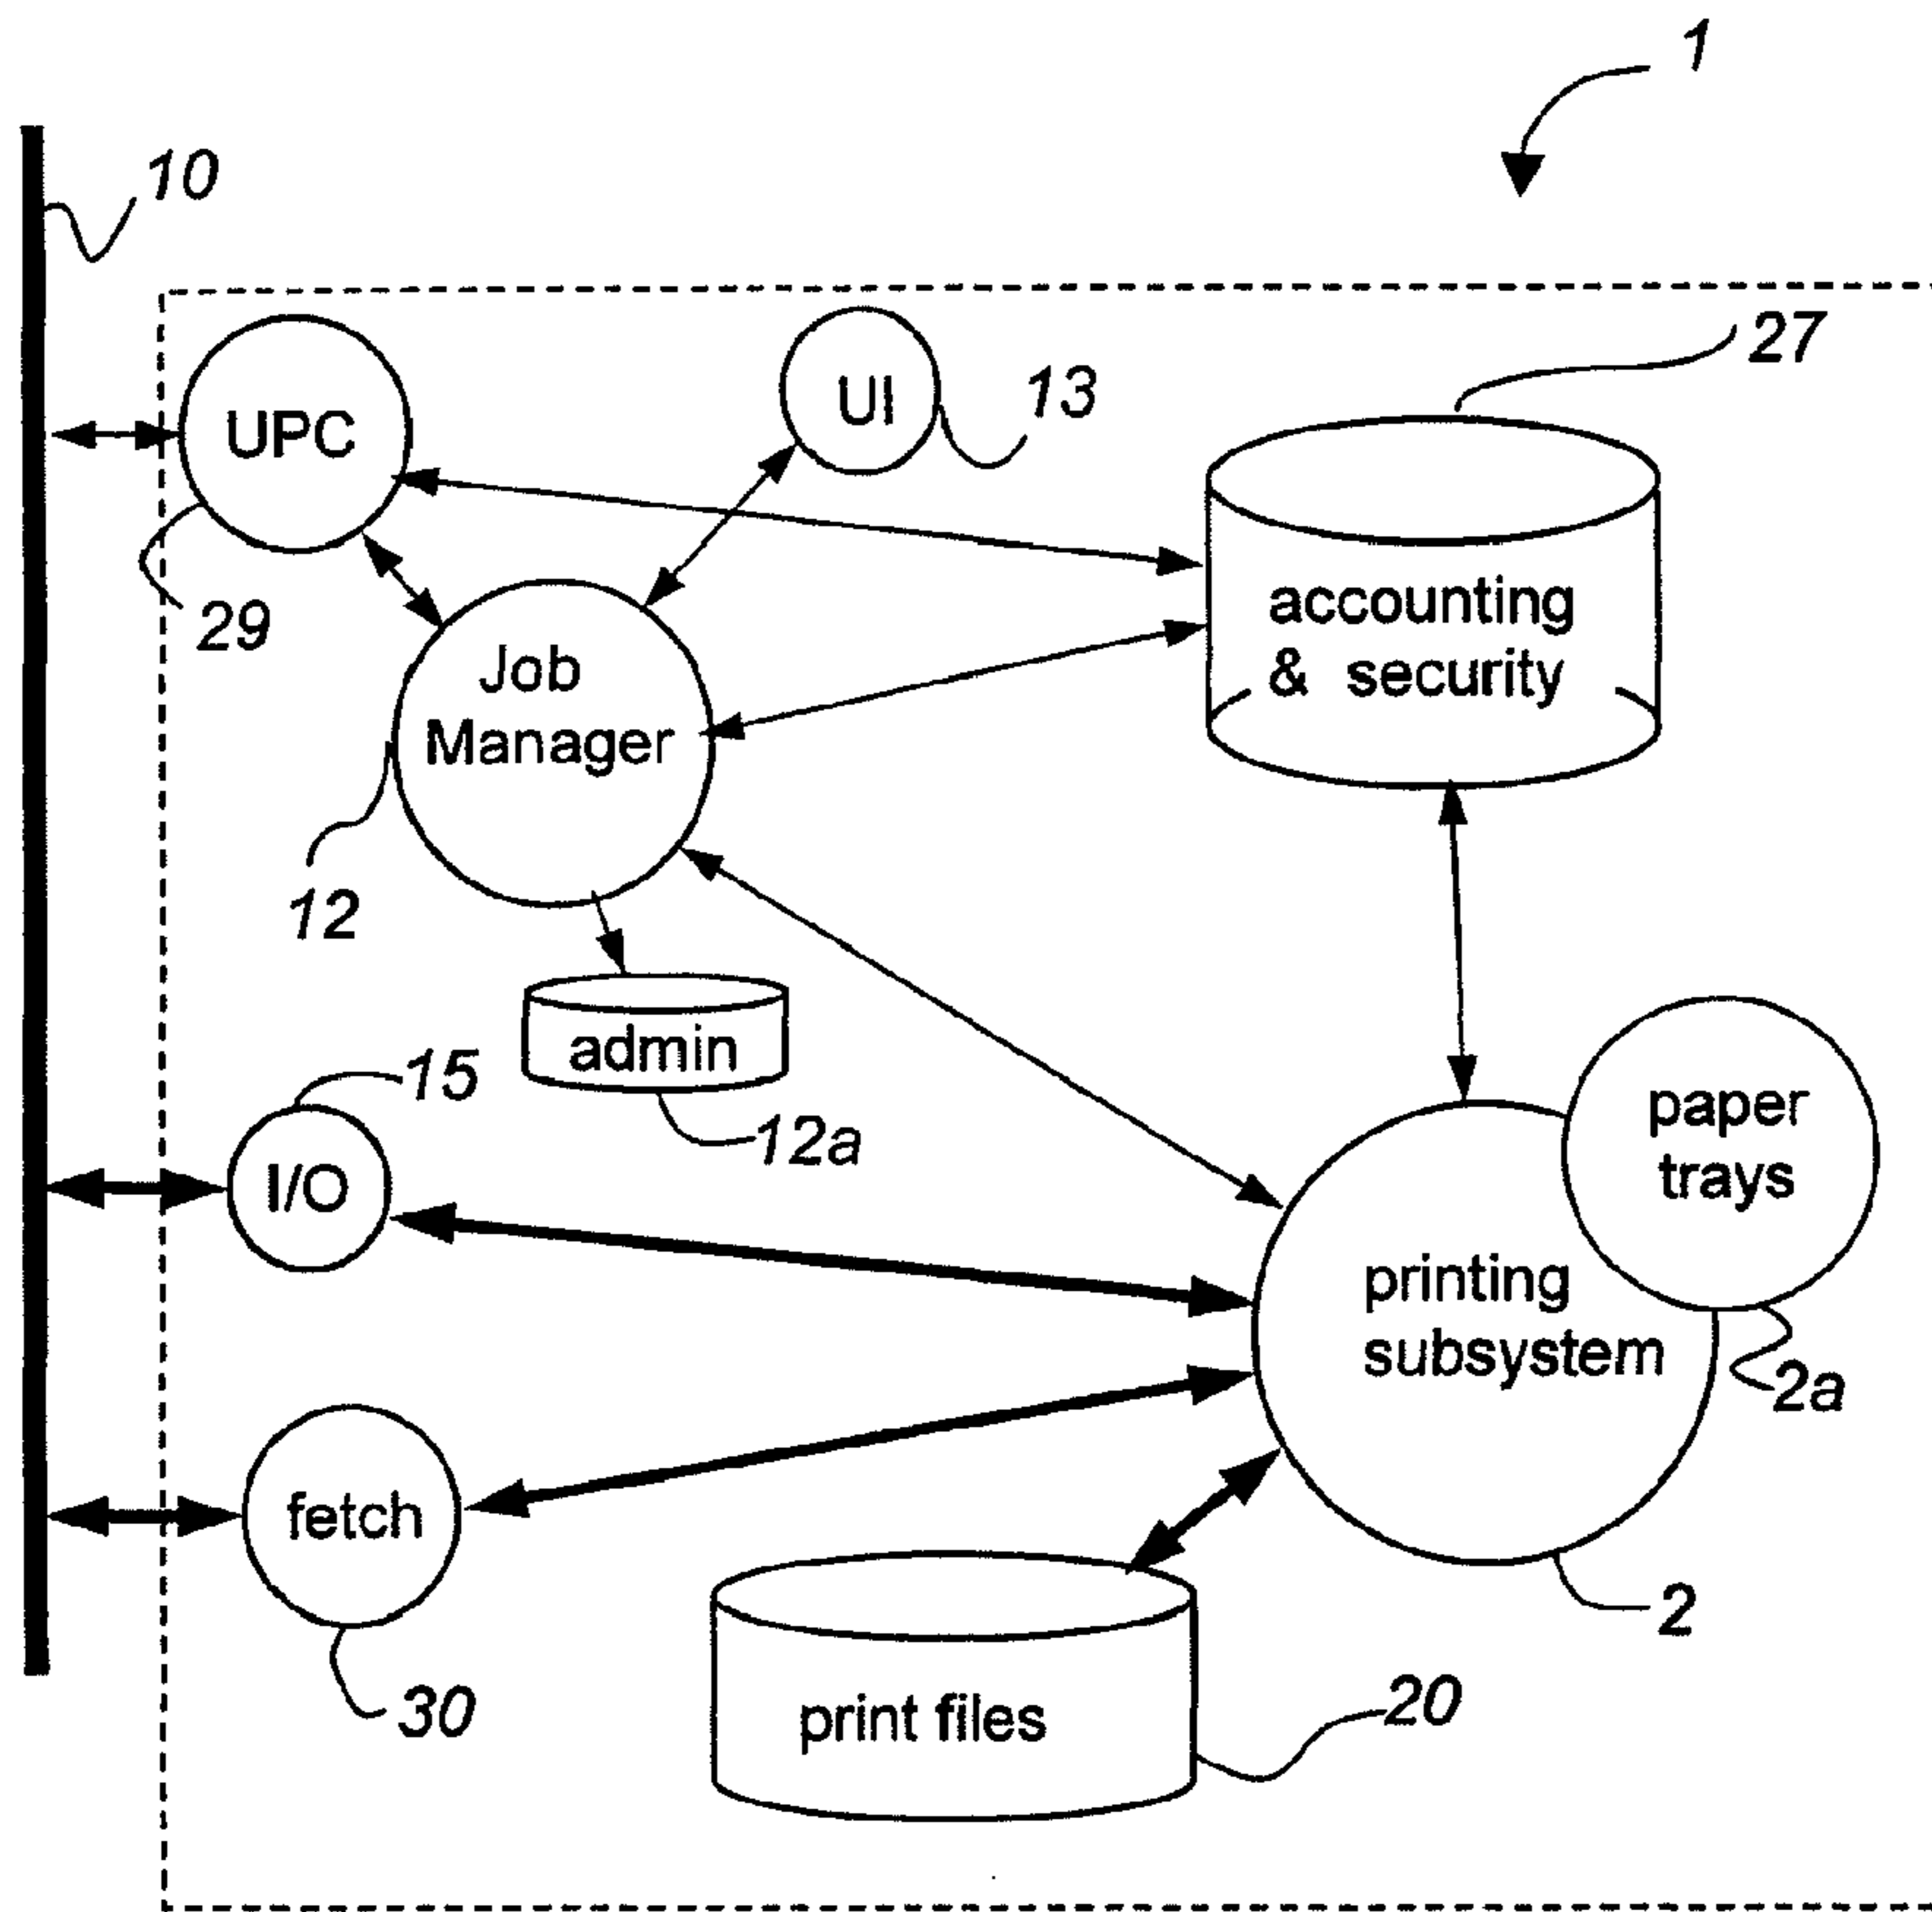 1
10
27
UPC
UI
13
29
accounting
& security
Job
Manager
12
admin
15
12a
I/O
paper
trays
printing
subsystem
2a
fetch
2
30
print files
20